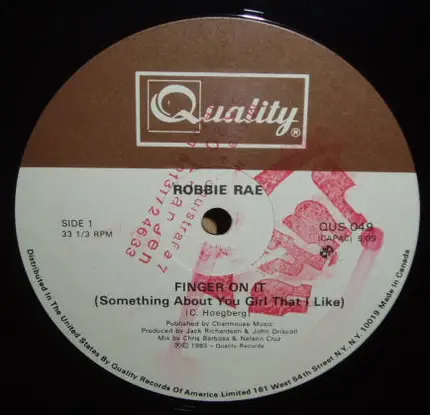 Quality®
ROBBIE RAE
SIDE 1
33 1/3 RPM
QUS 049
(CAPAC) 5:09
FINGER ON IT
(Something About You Girl That I Like)
(C. Hoegberg)
Published by Charthouse Music
Produced by Jack Richardson & John Driscoll
Mix by Chris Barbosa & Nelson Cruz
℗© 1983 - Quality Records
Distributed In The United States By Quality Records Of America Limited 161 West 54th Street N.Y. N.Y. 10019 Made in Canada